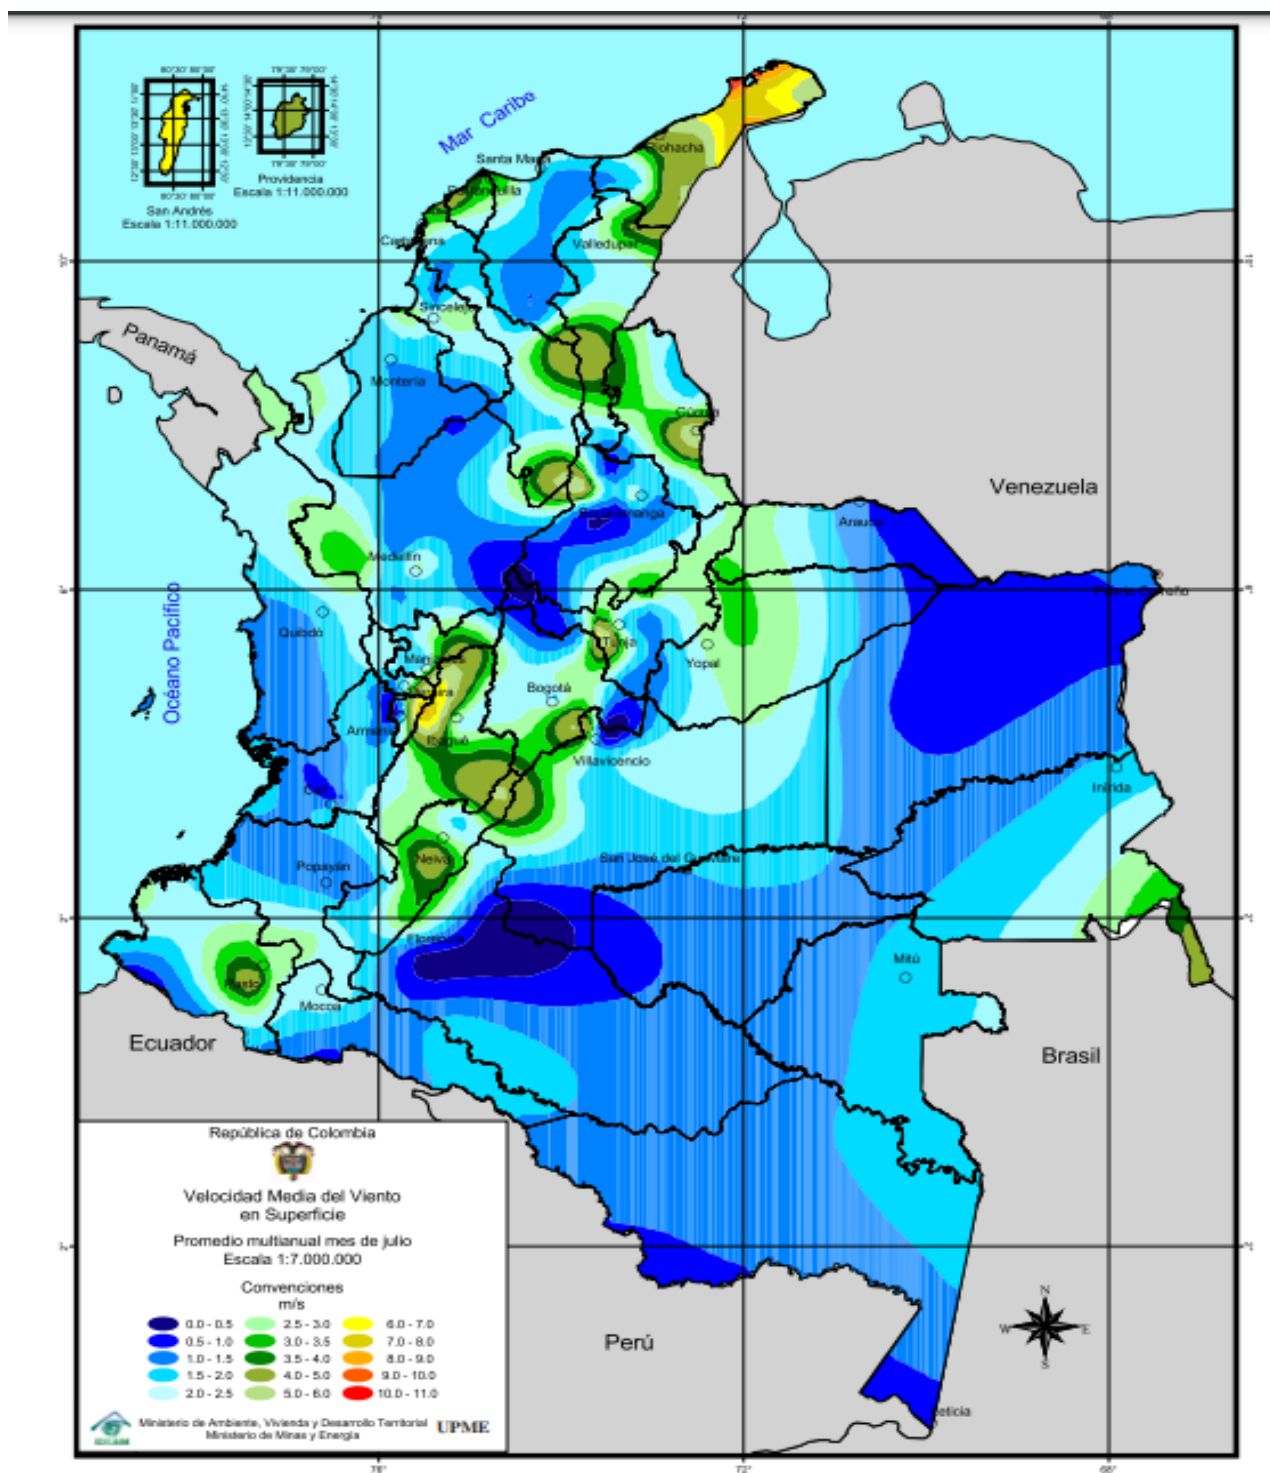 Mar Caribe
San Andrés
Escala 1:11.000.000
Providencia
Escala 1:11.000.000
Santa Marta
Riohacha
Barranquilla
Cartagena
Valledupar
Sincelejo
Panamá
Montería
Cúcuta
Venezuela
Bucaramanga
Arauca
Medellín
Puerto Carreño
Océano Pacífico
Quibdó
Tunja
Yopal
Manizales
Pereira
Bogotá
Armenia
Ibagué
Villavicencio
Cali
Inírida
Popayán
Neiva
San José del Guaviare
Florencia
Mitú
Pasto
Mocoa
Ecuador
Brasil
Perú
Leticia
República de Colombia
Velocidad Media del Viento
en Superficie
Promedio multianual mes de julio
Escala 1:7.000.000
Convenciones
m/s
0.0 - 0.5 2.5 - 3.0 6.0 - 7.0
0.5 - 1.0 3.0 - 3.5 7.0 - 8.0
1.0 - 1.5 3.5 - 4.0 8.0 - 9.0
1.5 - 2.0 4.0 - 5.0 9.0 - 10.0
2.0 - 2.5 5.0 - 6.0 10.0 - 11.0
IDEAM
Ministerio de Ambiente, Vivienda y Desarrollo Territorial
Ministerio de Minas y Energía
UPME
N
W E
S